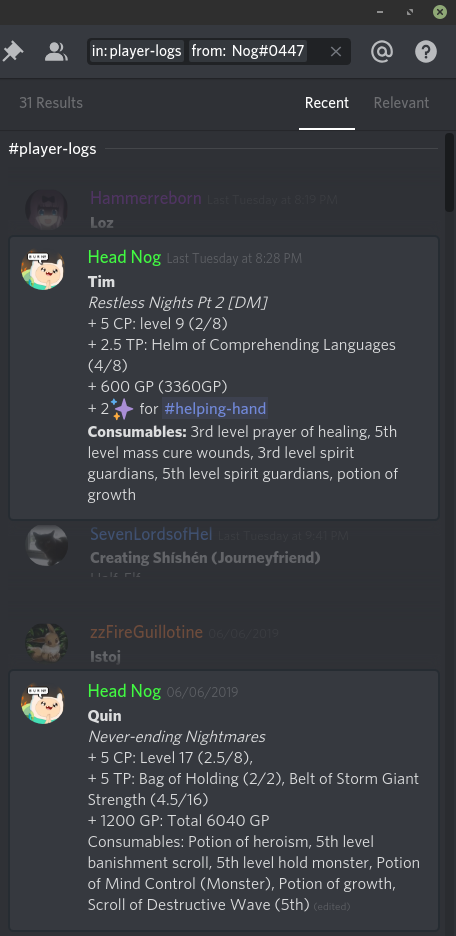 in: player-logs from: Nog#0447
31 Results
Recent
Relevant
#player-logs
Hammerreborn Last Tuesday at 8:19 PM
Loz
Head Nog Last Tuesday at 8:28 PM
Tim
Restless Nights Pt 2 [DM]
+ 5 CP: level 9 (2/8)
+ 2.5 TP: Helm of Comprehending Languages
(4/8)
+ 600 GP (3360GP)
+ 2 for #helping-hand
Consumables: 3rd level prayer of healing, 5th
level mass cure wounds, 3rd level spirit
guardians, 5th level spirit guardians, potion of
growth
SevenLordsofHel Last Tuesday at 9:41 PM
Creating Shíshén (Journeyfriend)
zzFireGuillotine 06/06/2019
Istoj
Head Nog 06/06/2019
Quin
Never-ending Nightmares
+ 5 CP: Level 17 (2.5/8),
+ 5 TP: Bag of Holding (2/2), Belt of Storm Giant
Strength (4.5/16)
+ 1200 GP: Total 6040 GP
Consumables: Potion of heroism, 5th level
banishment scroll, 5th level hold monster, Potion
of Mind Control (Monster), Potion of growth,
Scroll of Destructive Wave (5th) (edited)